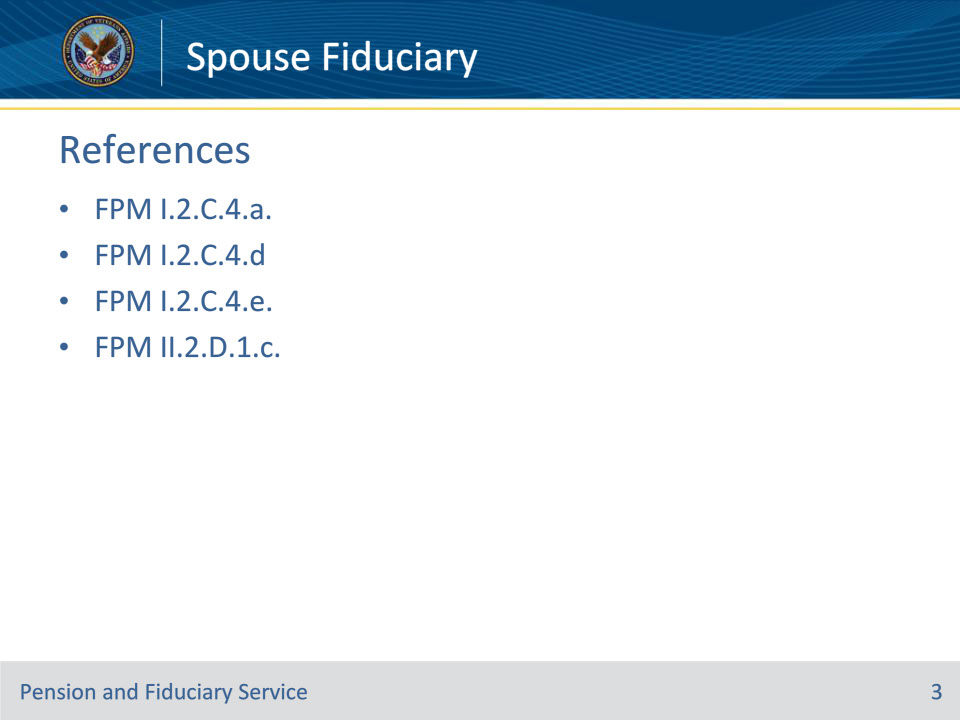 Spouse Fiduciary
References
• FPM I.2.C.4.a.
• FPM I.2.C.4.d
• FPM I.2.C.4.e.
• FPM II.2.D.1.c.
Pension and Fiduciary Service
3